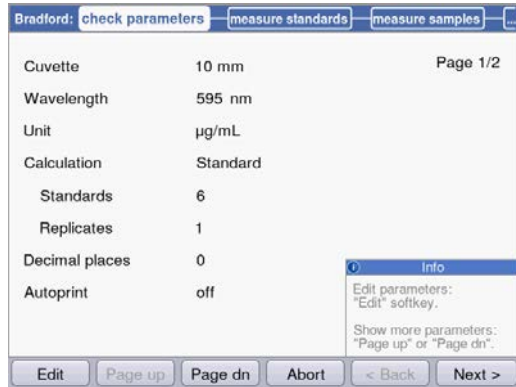 Bradford: check parameters measure standards measure samples ...
Cuvette 10 mm Page 1/2
Wavelength 595 nm
Unit µg/mL
Calculation Standard
Standards 6
Replicates 1
Decimal places 0
Autoprint off
Info
Edit parameters:
"Edit" softkey.
Show more parameters:
"Page up" or "Page dn".
Edit Page up Page dn Abort < Back Next >